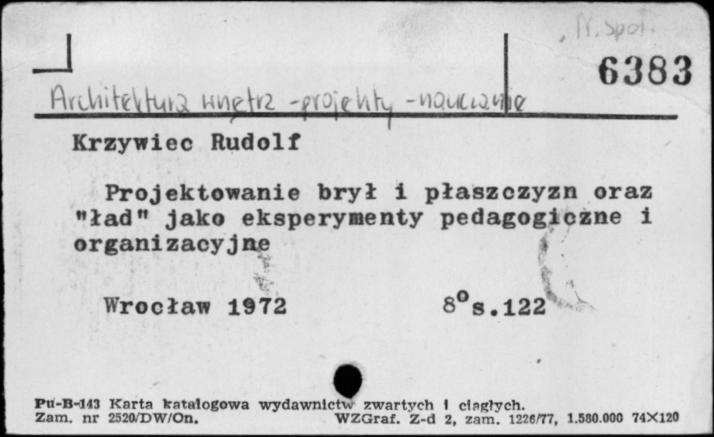 N. społ.
6383
Architektura wnętrz - projekty - nauczanie
Krzywiec Rudolf
Projektowanie brył i płaszczyzn oraz
"ład" jako eksperymenty pedagogiczne i
organizacyjne
Wrocław 1972 8° s.122
Pu-B-143 Karta katalogowa wydawnictw zwartych i ciągłych.
Zam. nr 2520/DW/On. WZGraf. Z-d 2, zam. 1226/77, 1.580.000 74X120